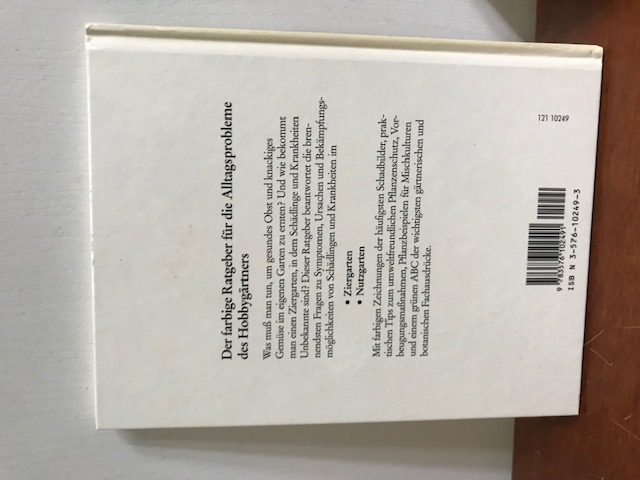 Der farbige Ratgeber für die Alltagsprobleme
des Hobbygärtners
Was muß man tun, um gesundes Obst und knackiges
Gemüse im eigenen Garten zu ernten? Und wie bekommt
man einen Ziergarten, in dem Schädlinge und Krankheiten
Unbekannte sind? Dieser Ratgeber beantwortet die bren-
nendsten Fragen zu Symptomen, Ursachen und Bekämpfungs-
möglichkeiten von Schädlingen und Krankheiten im
• Ziergarten
• Nutzgarten
Mit farbigen Zeichnungen der häufigsten Schadbilder, prak-
tischen Tips zum umweltfreundlichen Pflanzenschutz, Vor-
beugungsmaßnahmen, Pflanzbeispielen für Mischkulturen
und einem grünen ABC der wichtigsten gärtnerischen und
botanischen Fachausdrücke.
9 783576 102491
ISBN 3-576-10249-3
121 10249